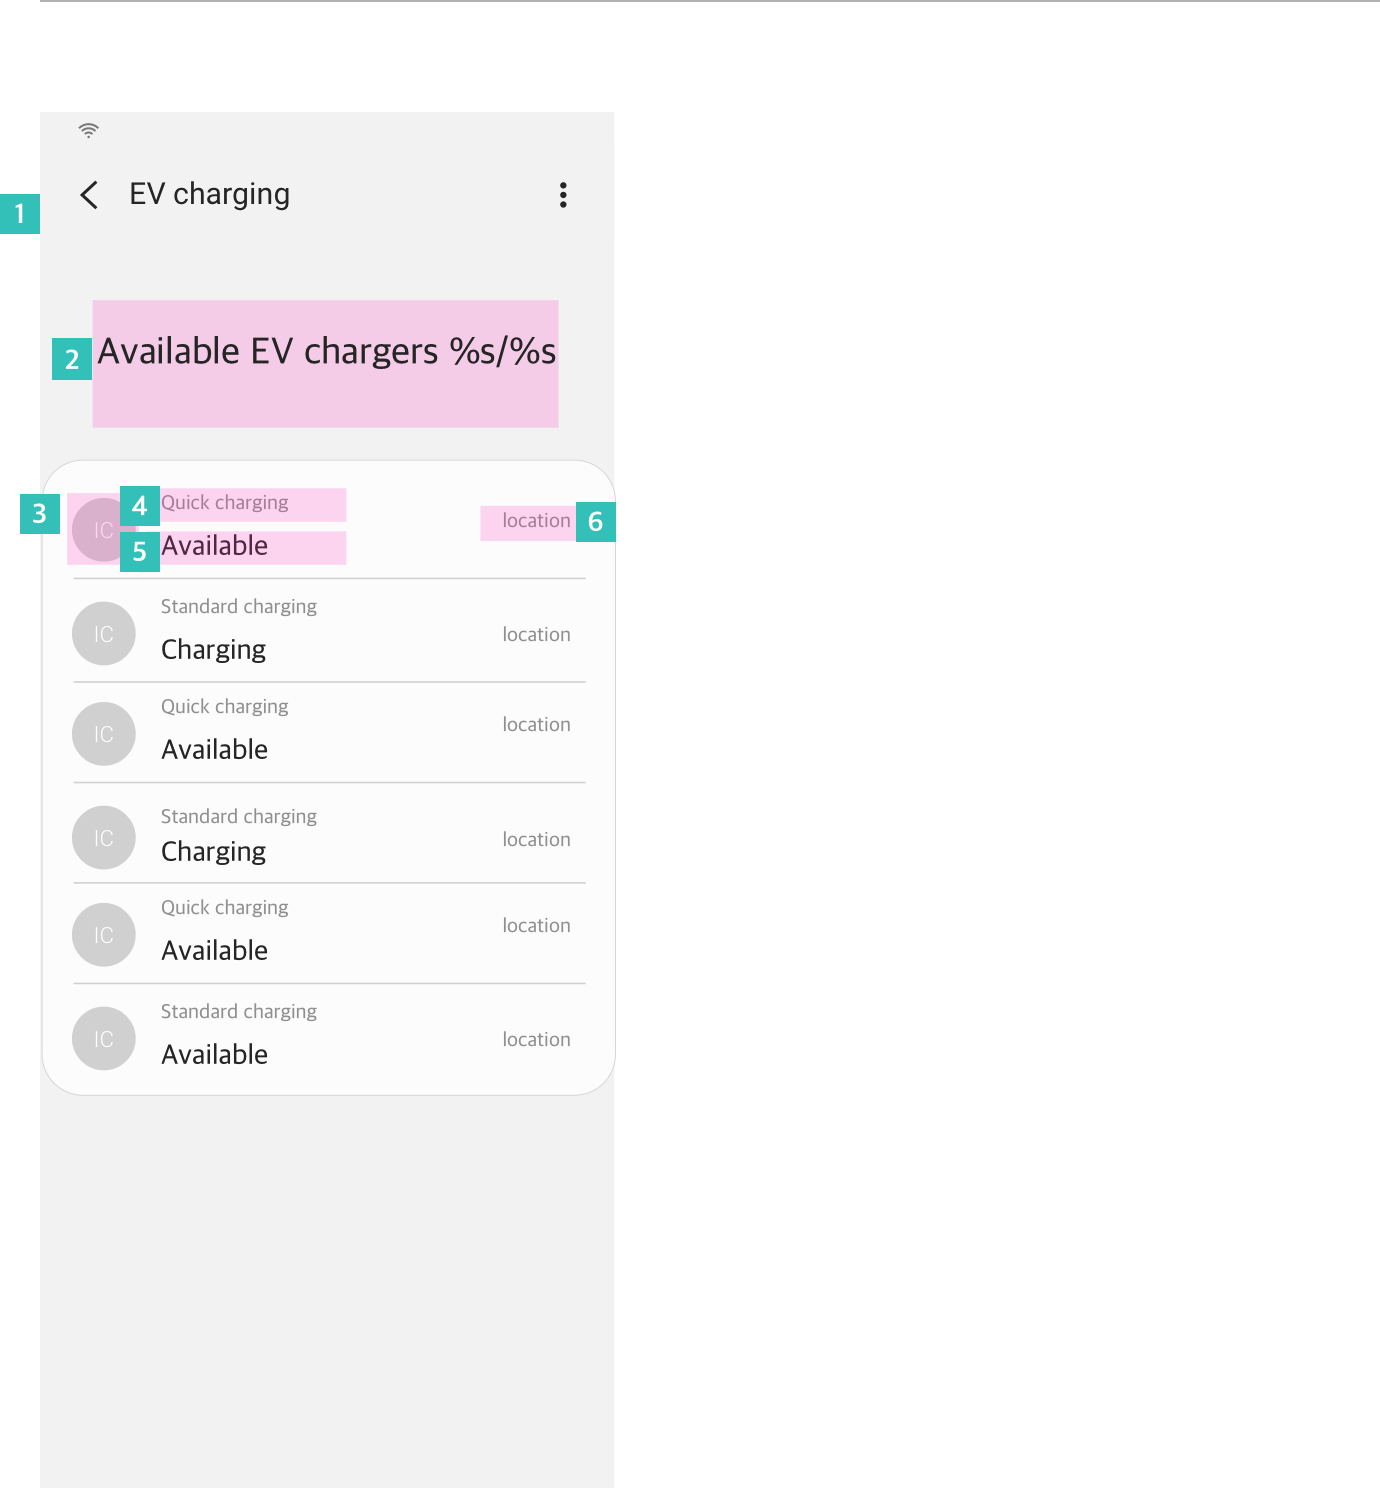 1
EV charging
2
Available EV chargers %s/%s
3
IC
4
Quick charging
5
Available
location
6
IC
Standard charging
Charging
location
IC
Quick charging
Available
location
IC
Standard charging
Charging
location
IC
Quick charging
Available
location
IC
Standard charging
Available
location